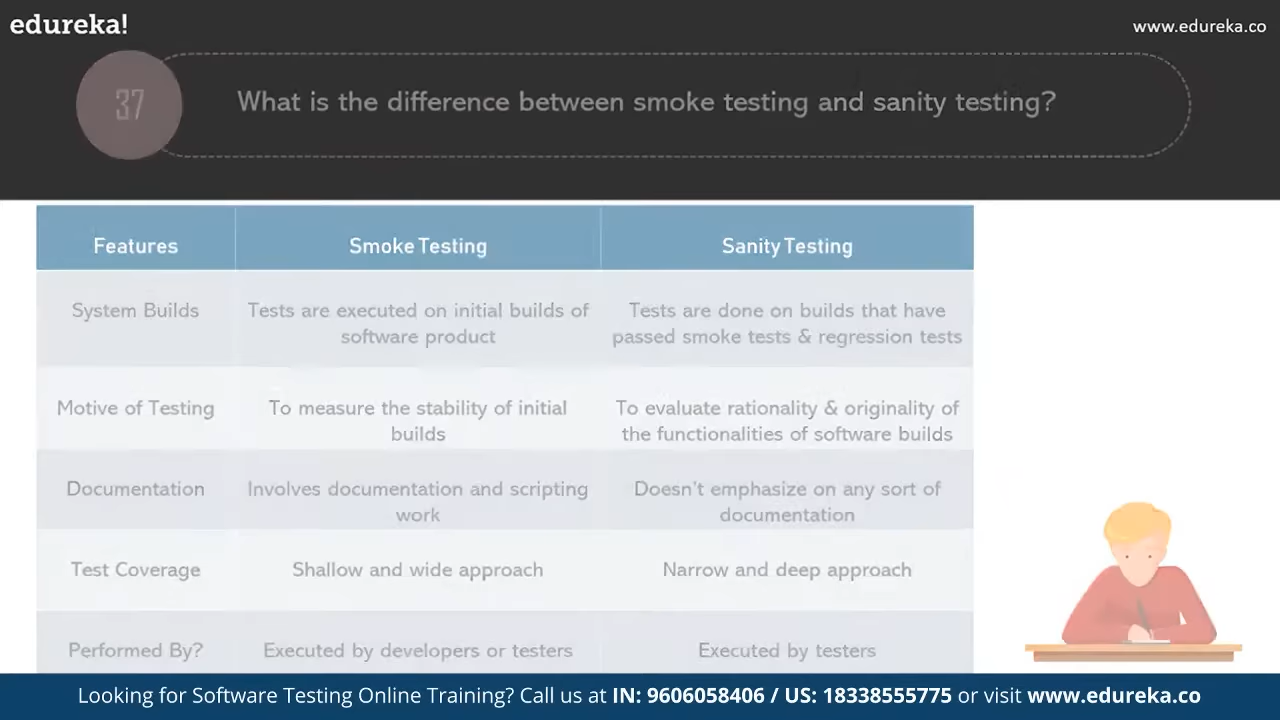 edureka!
www.edureka.co
37
What is the difference between smoke testing and sanity testing?
Features
Smoke Testing
Sanity Testing
System Builds
Tests are executed on initial builds of
software product
Tests are done on builds that have
passed smoke tests & regression tests
Motive of Testing
To measure the stability of initial
builds
To evaluate rationality & originality of
the functionalities of software builds
Documentation
Involves documentation and scripting
work
Doesn't emphasize on any sort of
documentation
Test Coverage
Shallow and wide approach
Narrow and deep approach
Performed By?
Executed by developers or testers
Executed by testers
Looking for Software Testing Online Training? Call us at IN: 9606058406 / US: 18338555775 or visit www.edureka.co